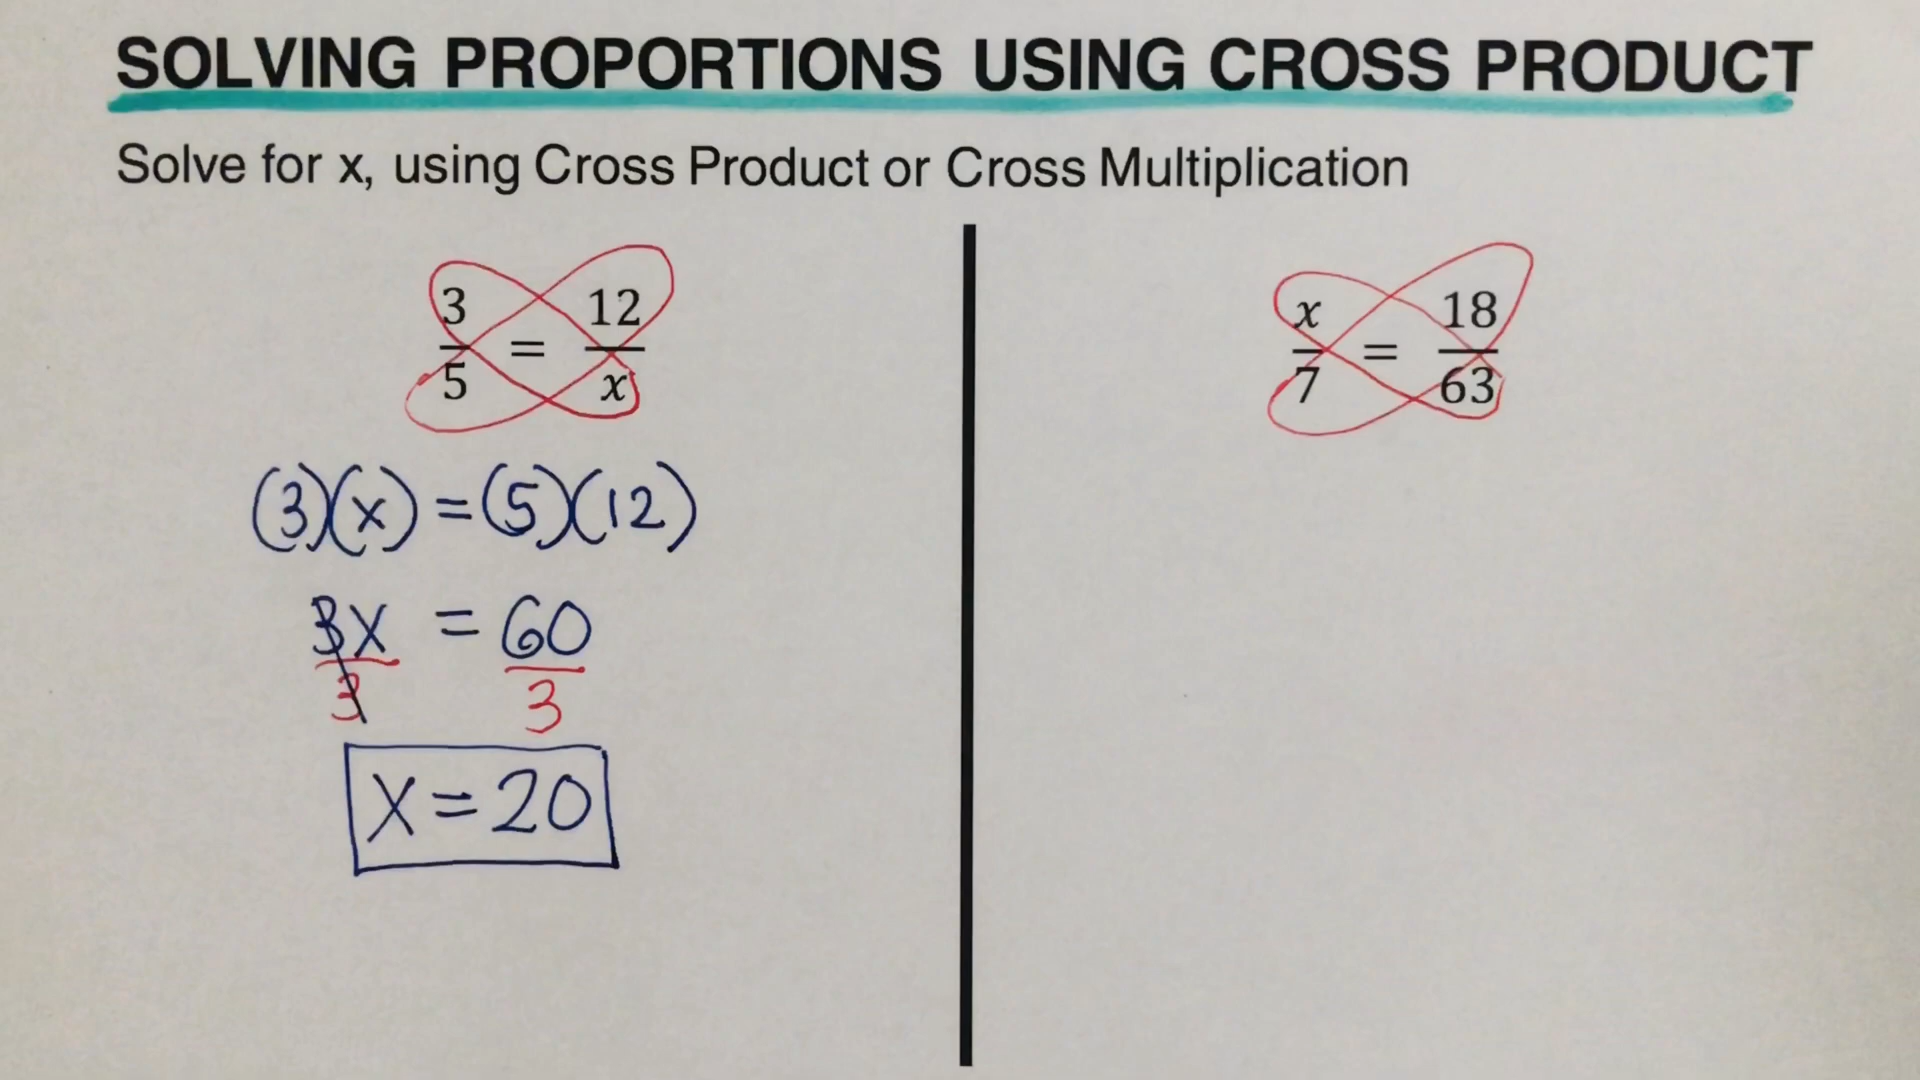 SOLVING PROPORTIONS USING CROSS PRODUCT
Solve for x, using Cross Product or Cross Multiplication
3/5 = 12/x
(3)(x) = (5)(12)
3x/3 = 60/3
x = 20
x/7 = 18/63